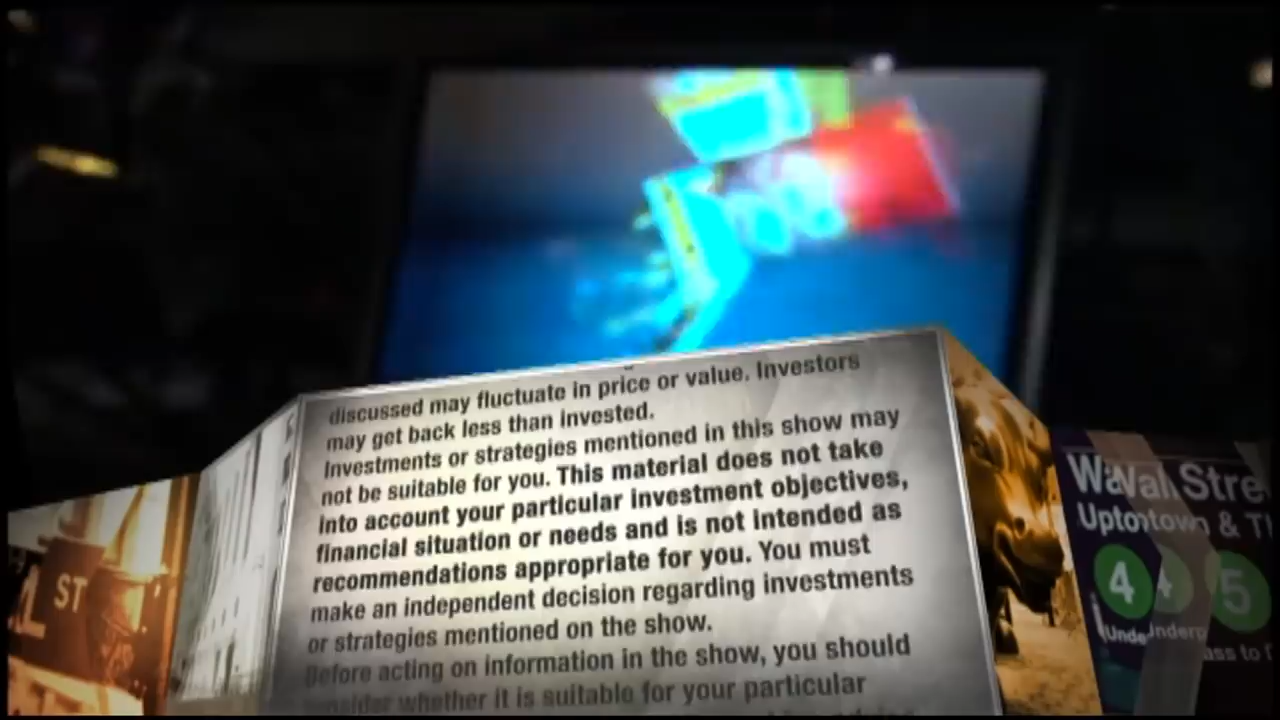 discussed may fluctuate in price or value. Investors
may get back less than invested.
Investments or strategies mentioned in this show may
not be suitable for you. This material does not take
into account your particular investment objectives,
financial situation or needs and is not intended as
recommendations appropriate for you. You must
make an independent decision regarding investments
or strategies mentioned on the show.
Before acting on information in the show, you should
consider whether it is suitable for your particular
ST
Wall Stre
Uptown & T
4
5